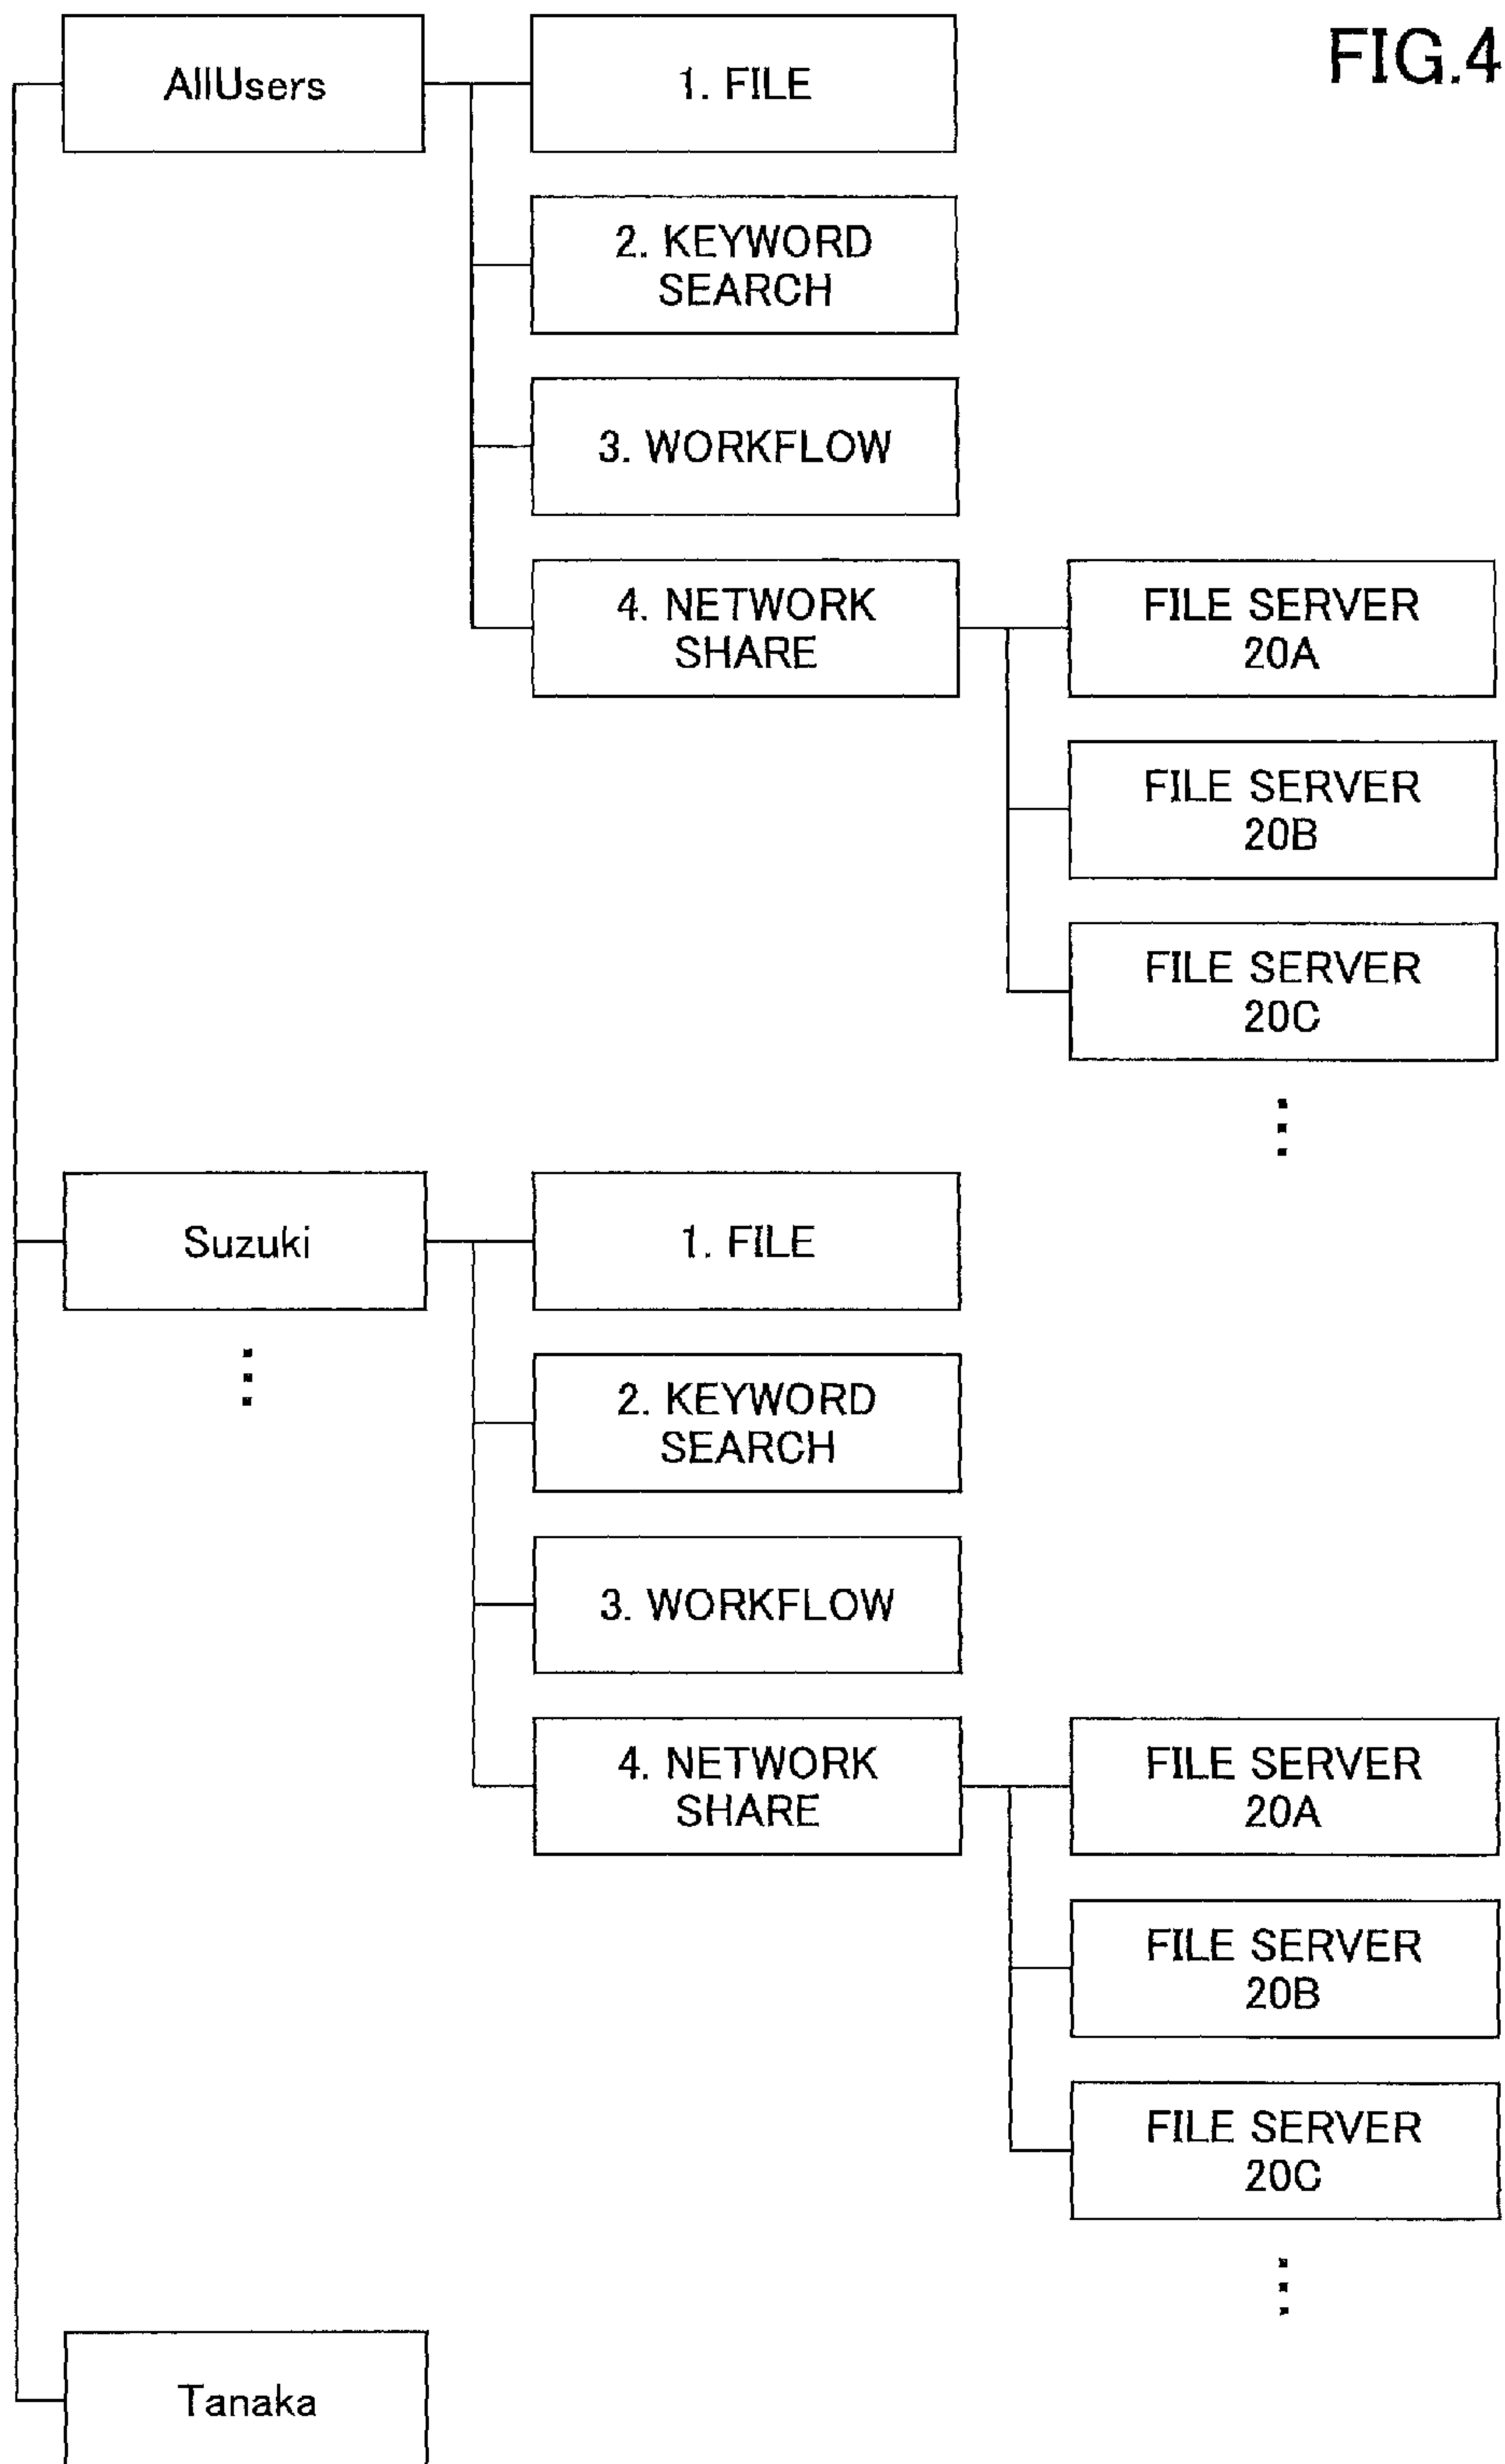 FIG.4
AllUsers
1. FILE
2. KEYWORD
SEARCH
3. WORKFLOW
4. NETWORK
SHARE
FILE SERVER
20A
FILE SERVER
20B
FILE SERVER
20C
Suzuki
1. FILE
2. KEYWORD
SEARCH
3. WORKFLOW
4. NETWORK
SHARE
FILE SERVER
20A
FILE SERVER
20B
FILE SERVER
20C
Tanaka